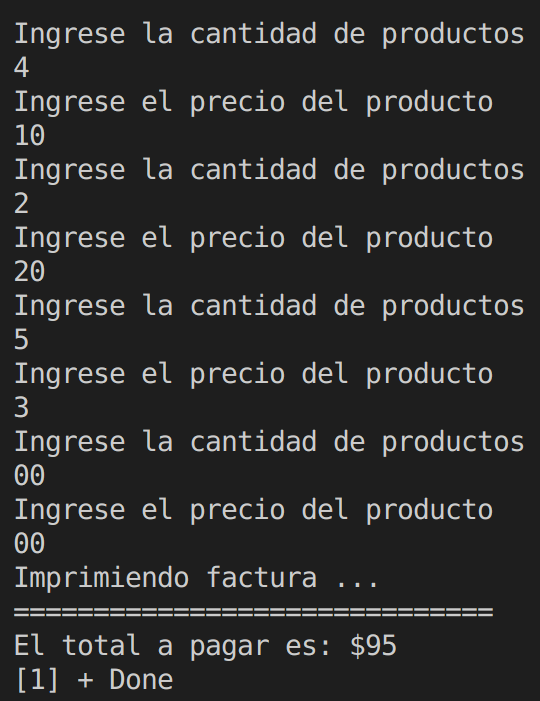 Ingrese la cantidad de productos
4
Ingrese el precio del producto
10
Ingrese la cantidad de productos
2
Ingrese el precio del producto
20
Ingrese la cantidad de productos
5
Ingrese el precio del producto
3
Ingrese la cantidad de productos
00
Ingrese el precio del producto
00
Imprimiendo factura ...
==============================
El total a pagar es: $95
[1] + Done